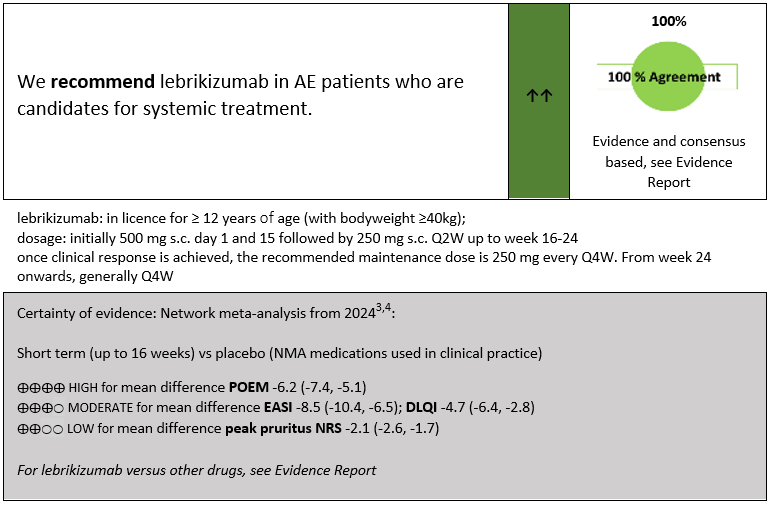 We recommend lebrikizumab in AE patients who are
candidates for systemic treatment.
↑↑
100%
100 % Agreement
Evidence and consensus
based, see Evidence
Report
lebrikizumab: in licence for ≥ 12 years of age (with bodyweight ≥40kg);
dosage: initially 500 mg s.c. day 1 and 15 followed by 250 mg s.c. Q2W up to week 16-24
once clinical response is achieved, the recommended maintenance dose is 250 mg every Q4W. From week 24
onwards, generally Q4W
Certainty of evidence: Network meta-analysis from 2024³,⁴:
Short term (up to 16 weeks) vs placebo (NMA medications used in clinical practice)
⊕⊕⊕⊕ HIGH for mean difference POEM -6.2 (-7.4, -5.1)
⊕⊕⊕○ MODERATE for mean difference EASI -8.5 (-10.4, -6.5); DLQI -4.7 (-6.4, -2.8)
⊕⊕○○ LOW for mean difference peak pruritus NRS -2.1 (-2.6, -1.7)
For lebrikizumab versus other drugs, see Evidence Report